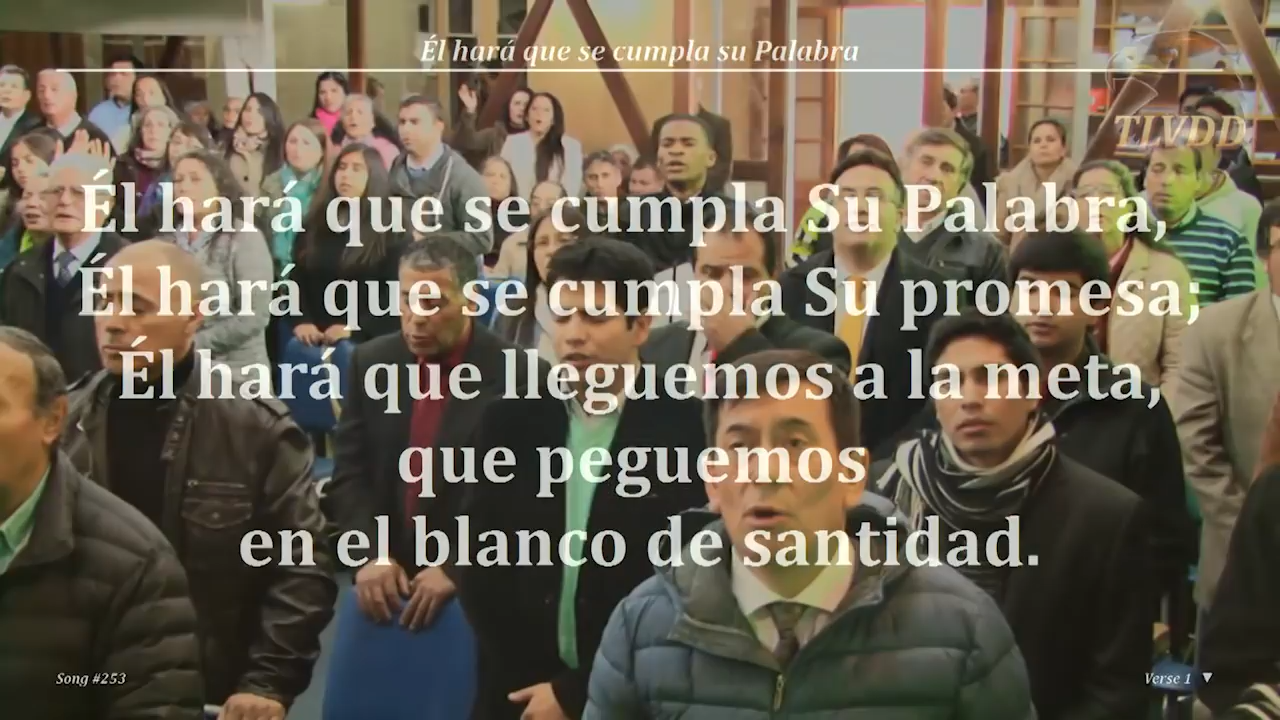 Él hará que se cumpla su Palabra
TLVDD
Él hará que se cumpla Su Palabra,
Él hará que se cumpla Su promesa;
Él hará que lleguemos a la meta,
que peguemos
en el blanco de santidad.
Song #253
Verse 1 ▼